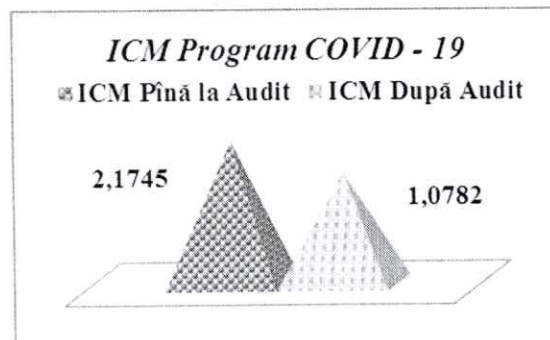 ICM Program COVID - 19
ICM Pînă la Audit ICM După Audit
2,1745
1,0782